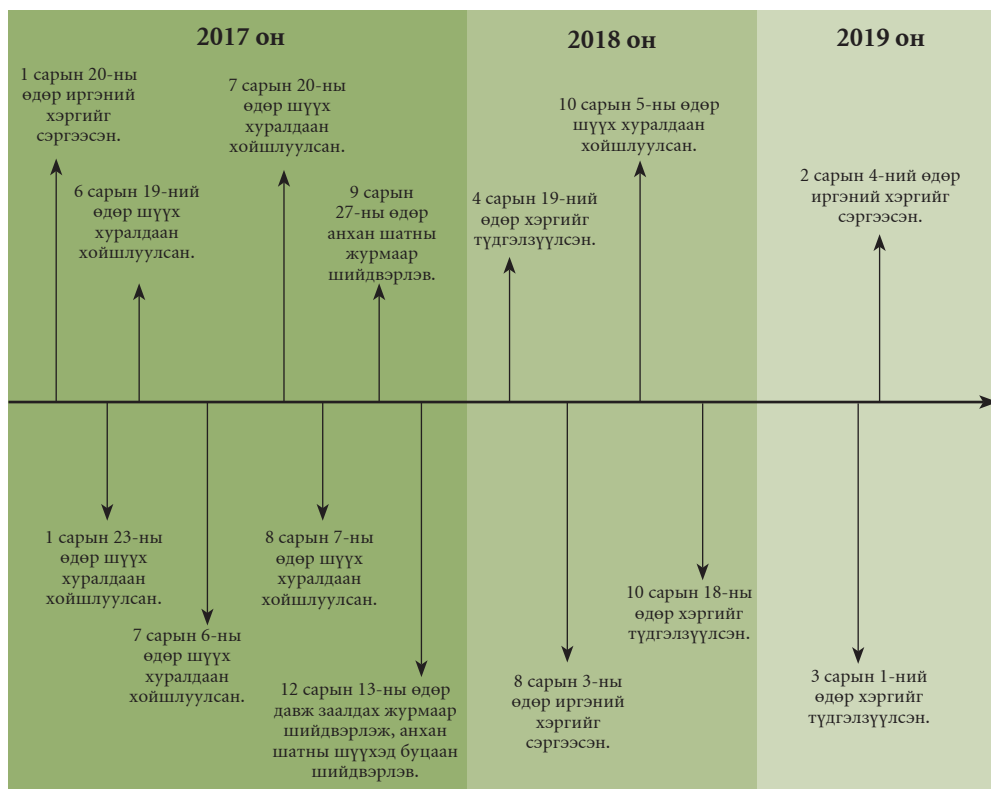 2017 он
2018 он
2019 он
1 сарын 20-ны
өдөр иргэний
хэргийг
сэргээсэн.
6 сарын 19-ний
өдөр шүүх
хуралдаан
хойшлуулсан.
7 сарын 20-ны
өдөр шүүх
хуралдаан
хойшлуулсан.
9 сарын
27-ны өдөр
анхан шатны
журмаар
шийдвэрлэв.
4 сарын 19-ний
өдөр хэргийг
түдгэлзүүлсэн.
10 сарын 5-ны өдөр
шүүх хуралдаан
хойшлуулсан.
2 сарын 4-ний өдөр
иргэний хэргийг
сэргээсэн.
1 сарын 23-ны
өдөр шүүх
хуралдаан
хойшлуулсан.
7 сарын 6-ны
өдөр шүүх
хуралдаан
хойшлуулсан.
8 сарын 7-ны
өдөр шүүх
хуралдаан
хойшлуулсан.
12 сарын 13-ны өдөр
давж заалдах журмаар
шийдвэрлэж, анхан
шатны шүүхэд буцаан
шийдвэрлэв.
8 сарын 3-ны
өдөр иргэний
хэргийг
сэргээсэн.
10 сарын 18-ны
өдөр хэргийг
түдгэлзүүлсэн.
3 сарын 1-ний
өдөр хэргийг
түдгэлзүүлсэн.